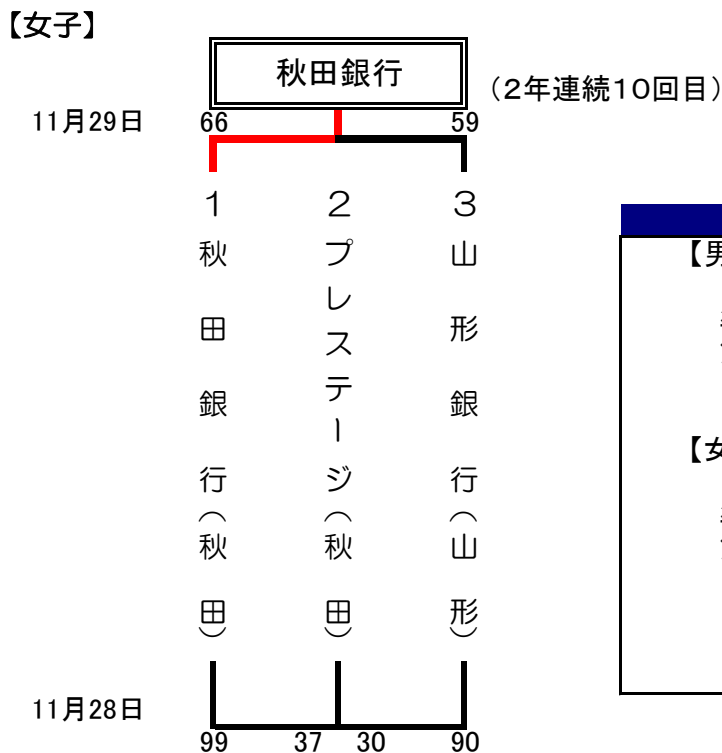 【女子】
秋田銀行
（2年連続10回目）
11月29日
66
59
1
2
3
秋田銀行（秋田）
プレステージ（秋田）
山形銀行（山形）
11月28日
99
37
30
90
【男
【女